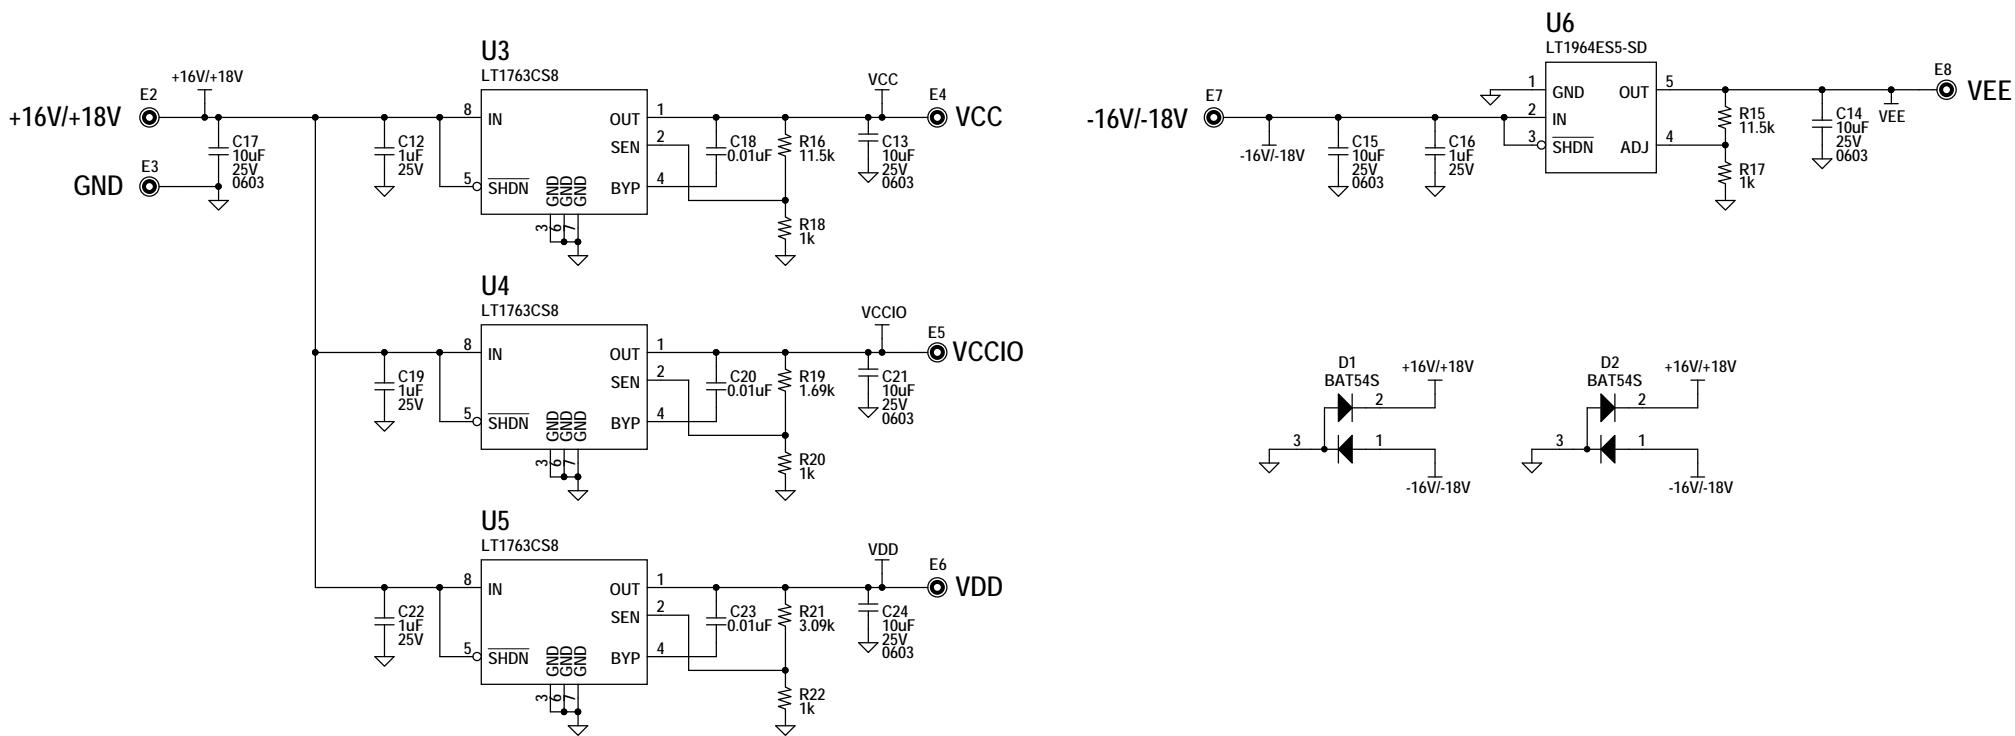 U3
LT1763CS8
+16V/+18V
E2
+16V/+18V
E3
GND
C17
10uF
25V
0603
C12
1uF
25V
8
IN
5
SHDN
GND
GND
GND
3
6
7
OUT
1
SEN
2
BYP
4
C18
0.01uF
R16
11.5k
R18
1k
VCC
C13
10uF
25V
0603
E4
VCC
U4
LT1763CS8
C19
1uF
25V
8
IN
5
SHDN
GND
GND
GND
3
6
7
OUT
1
SEN
2
BYP
4
C20
0.01uF
R19
1.69k
R20
1k
VCCIO
C21
10uF
25V
0603
E5
VCCIO
U5
LT1763CS8
C22
1uF
25V
8
IN
5
SHDN
GND
GND
GND
3
6
7
OUT
1
SEN
2
BYP
4
C23
0.01uF
R21
3.09k
R22
1k
VDD
C24
10uF
25V
0603
E6
VDD
U6
LT1964ES5-SD
E7
-16V/-18V
-16V/-18V
C15
10uF
25V
0603
C16
1uF
25V
1
GND
2
IN
3
SHDN
OUT
5
ADJ
4
R15
11.5k
R17
1k
C14
10uF
25V
0603
VEE
E8
VEE
D1
BAT54S
+16V/+18V
2
3
1
-16V/-18V
D2
BAT54S
+16V/+18V
2
3
1
-16V/-18V